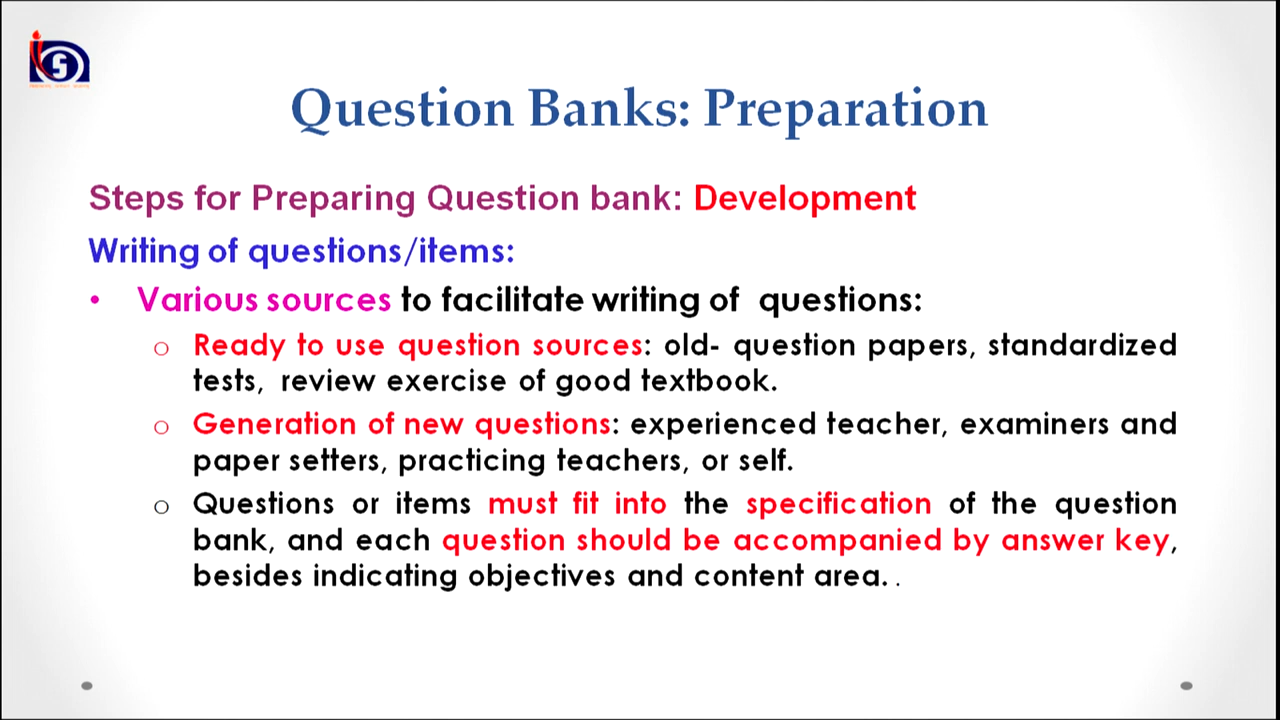 Question Banks: Preparation
Steps for Preparing Question bank: Development
Writing of questions/items:
• Various sources to facilitate writing of questions:
o Ready to use question sources: old- question papers, standardized
tests, review exercise of good textbook.
o Generation of new questions: experienced teacher, examiners and
paper setters, practicing teachers, or self.
o Questions or items must fit into the specification of the question
bank, and each question should be accompanied by answer key,
besides indicating objectives and content area. .